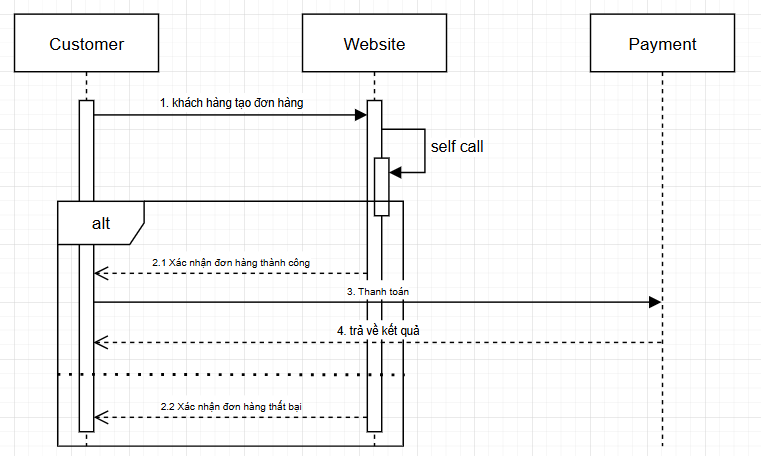 Customer
Website
Payment
1. khách hàng tạo đơn hàng
self call
alt
2.1 Xác nhận đơn hàng thành công
3. Thanh toán
4. trả về kết quả
2.2 Xác nhận đơn hàng thất bại